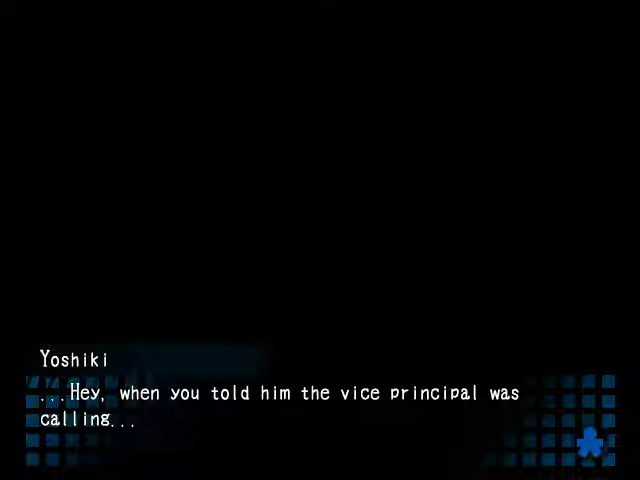 Yoshiki
...Hey, when you told him the vice principal was
calling...